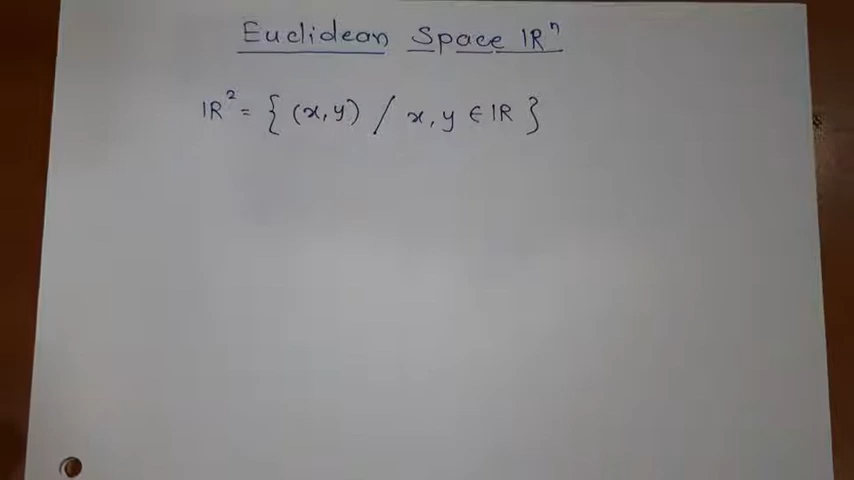 Euclidean Space ℝⁿ
ℝ² = { (x,y) / x, y ∈ ℝ }